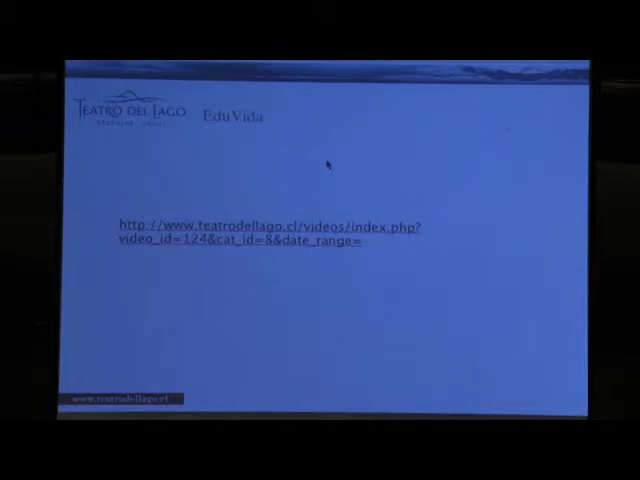 TEATRO DEL LAGO
EduVida
http://www.teatrodellago.cl/videos/index.php?
video_id=124&cat_id=8&date_range=
www.teatrodellago.cl